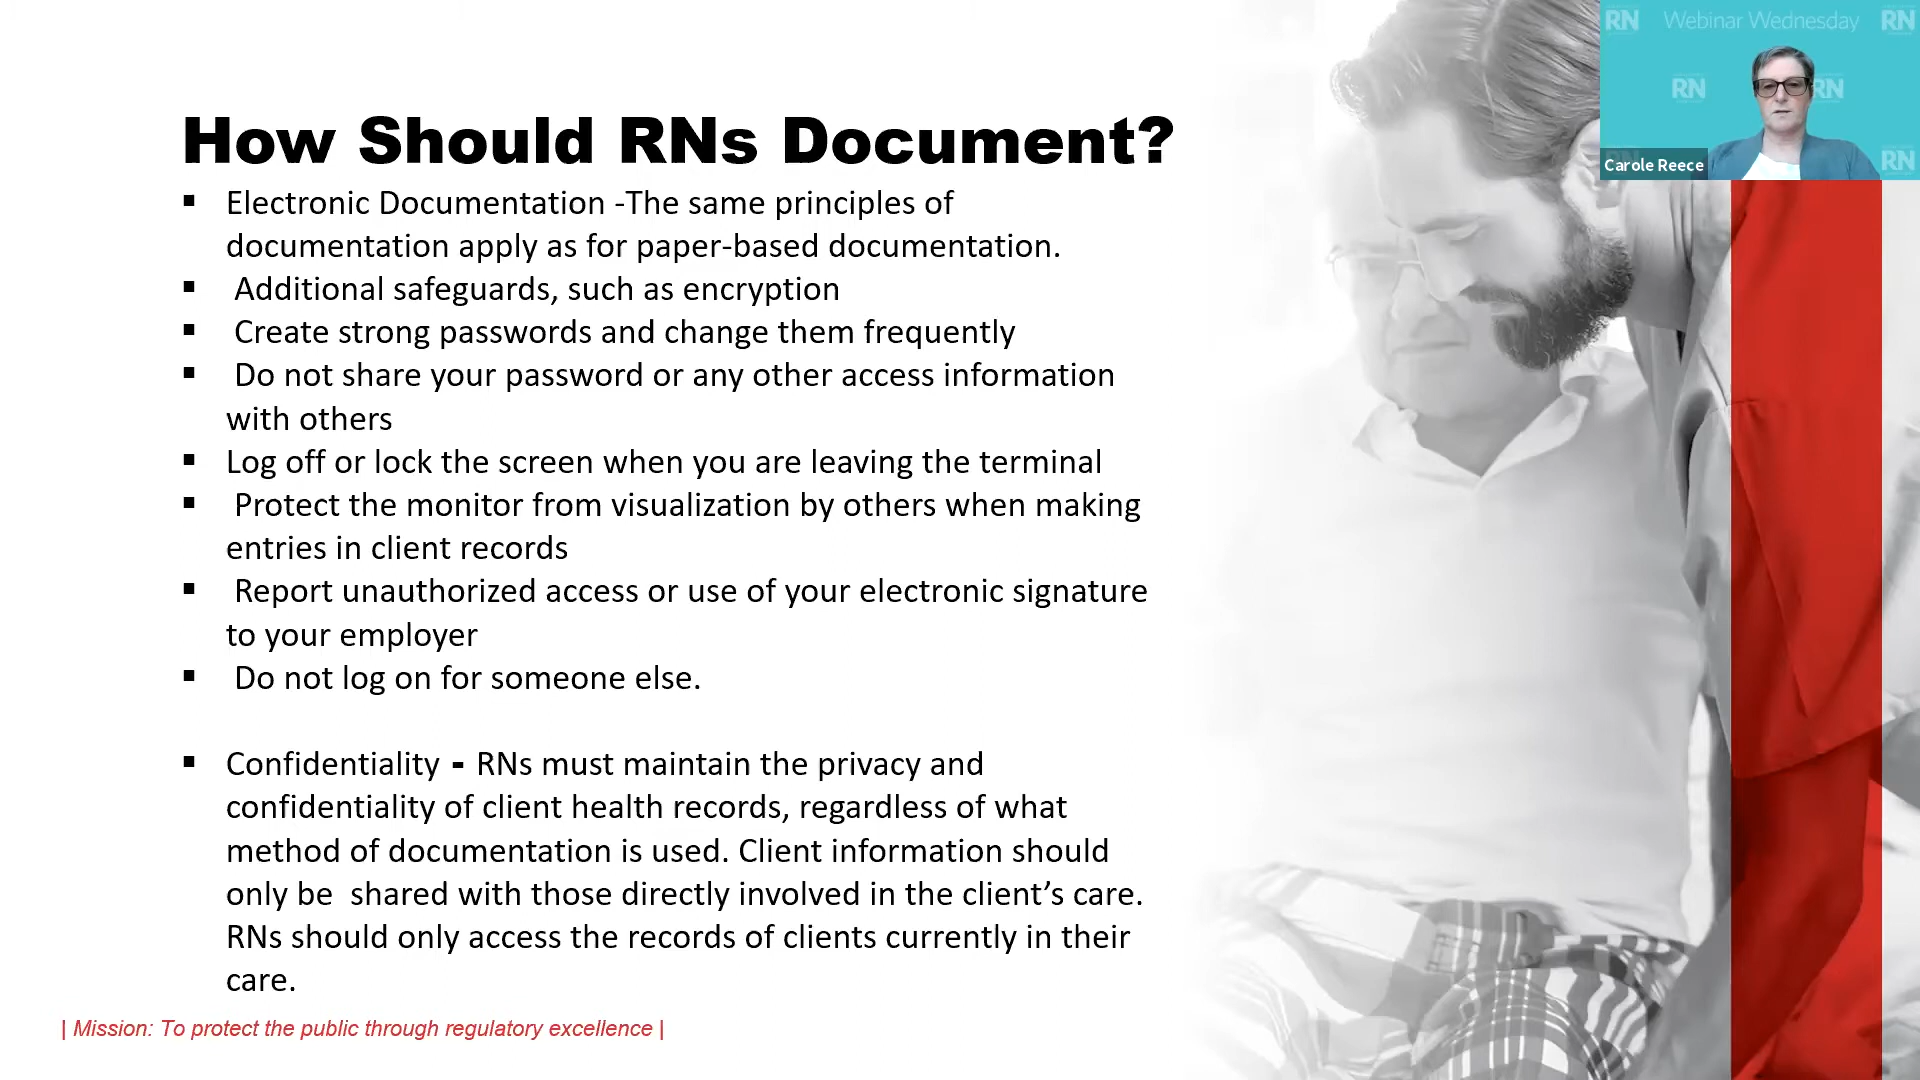 RN Webinar Wednesday RN
RN RN
Carole Reece RN
How Should RNs Document?
▪ Electronic Documentation -The same principles of
documentation apply as for paper-based documentation.
▪ Additional safeguards, such as encryption
▪ Create strong passwords and change them frequently
▪ Do not share your password or any other access information
with others
▪ Log off or lock the screen when you are leaving the terminal
▪ Protect the monitor from visualization by others when making
entries in client records
▪ Report unauthorized access or use of your electronic signature
to your employer
▪ Do not log on for someone else.
▪ Confidentiality - RNs must maintain the privacy and
confidentiality of client health records, regardless of what
method of documentation is used. Client information should
only be  shared with those directly involved in the client’s care.
RNs should only access the records of clients currently in their
care.
| Mission: To protect the public through regulatory excellence |